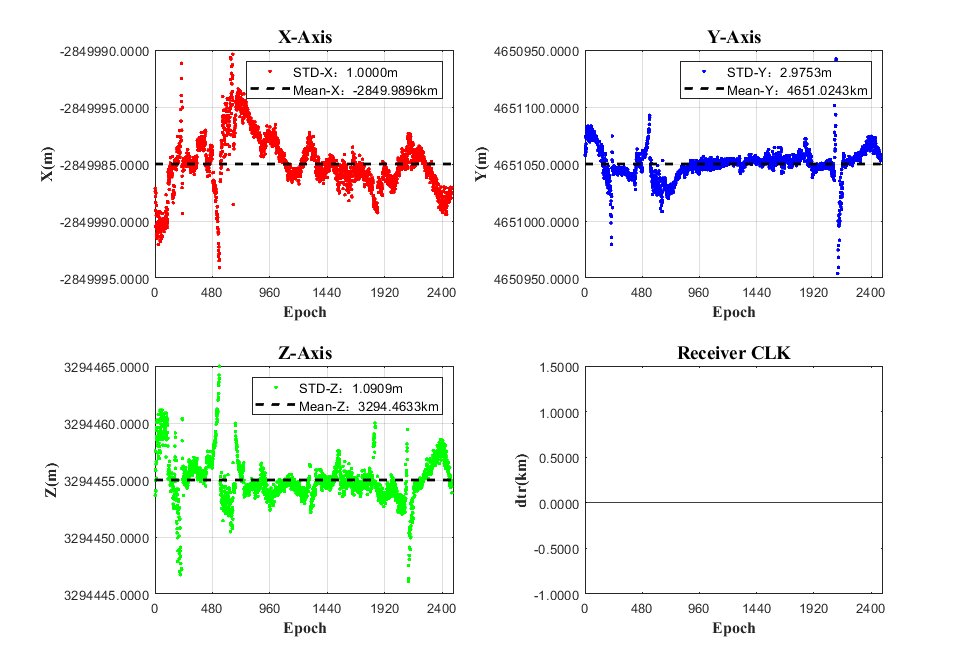 X-Axis
X(m)
-2849990.0000
-2849995.0000
-2849985.0000
-2849990.0000
-2849995.0000
STD-X：1.0000m
Mean-X：-2849.9896km
0 480 960 1440 1920 2400
Epoch
Y-Axis
Y(m)
4650950.0000
4651100.0000
4651050.0000
4651000.0000
4650950.0000
STD-Y：2.9753m
Mean-Y：4651.0243km
0 480 960 1440 1920 2400
Epoch
Z-Axis
Z(m)
3294465.0000
3294460.0000
3294455.0000
3294450.0000
3294445.0000
STD-Z：1.0909m
Mean-Z：3294.4633km
0 480 960 1440 1920 2400
Epoch
Receiver CLK
dtr(km)
1.5000
1.0000
0.5000
0.0000
-0.5000
-1.0000
0 480 960 1440 1920 2400
Epoch